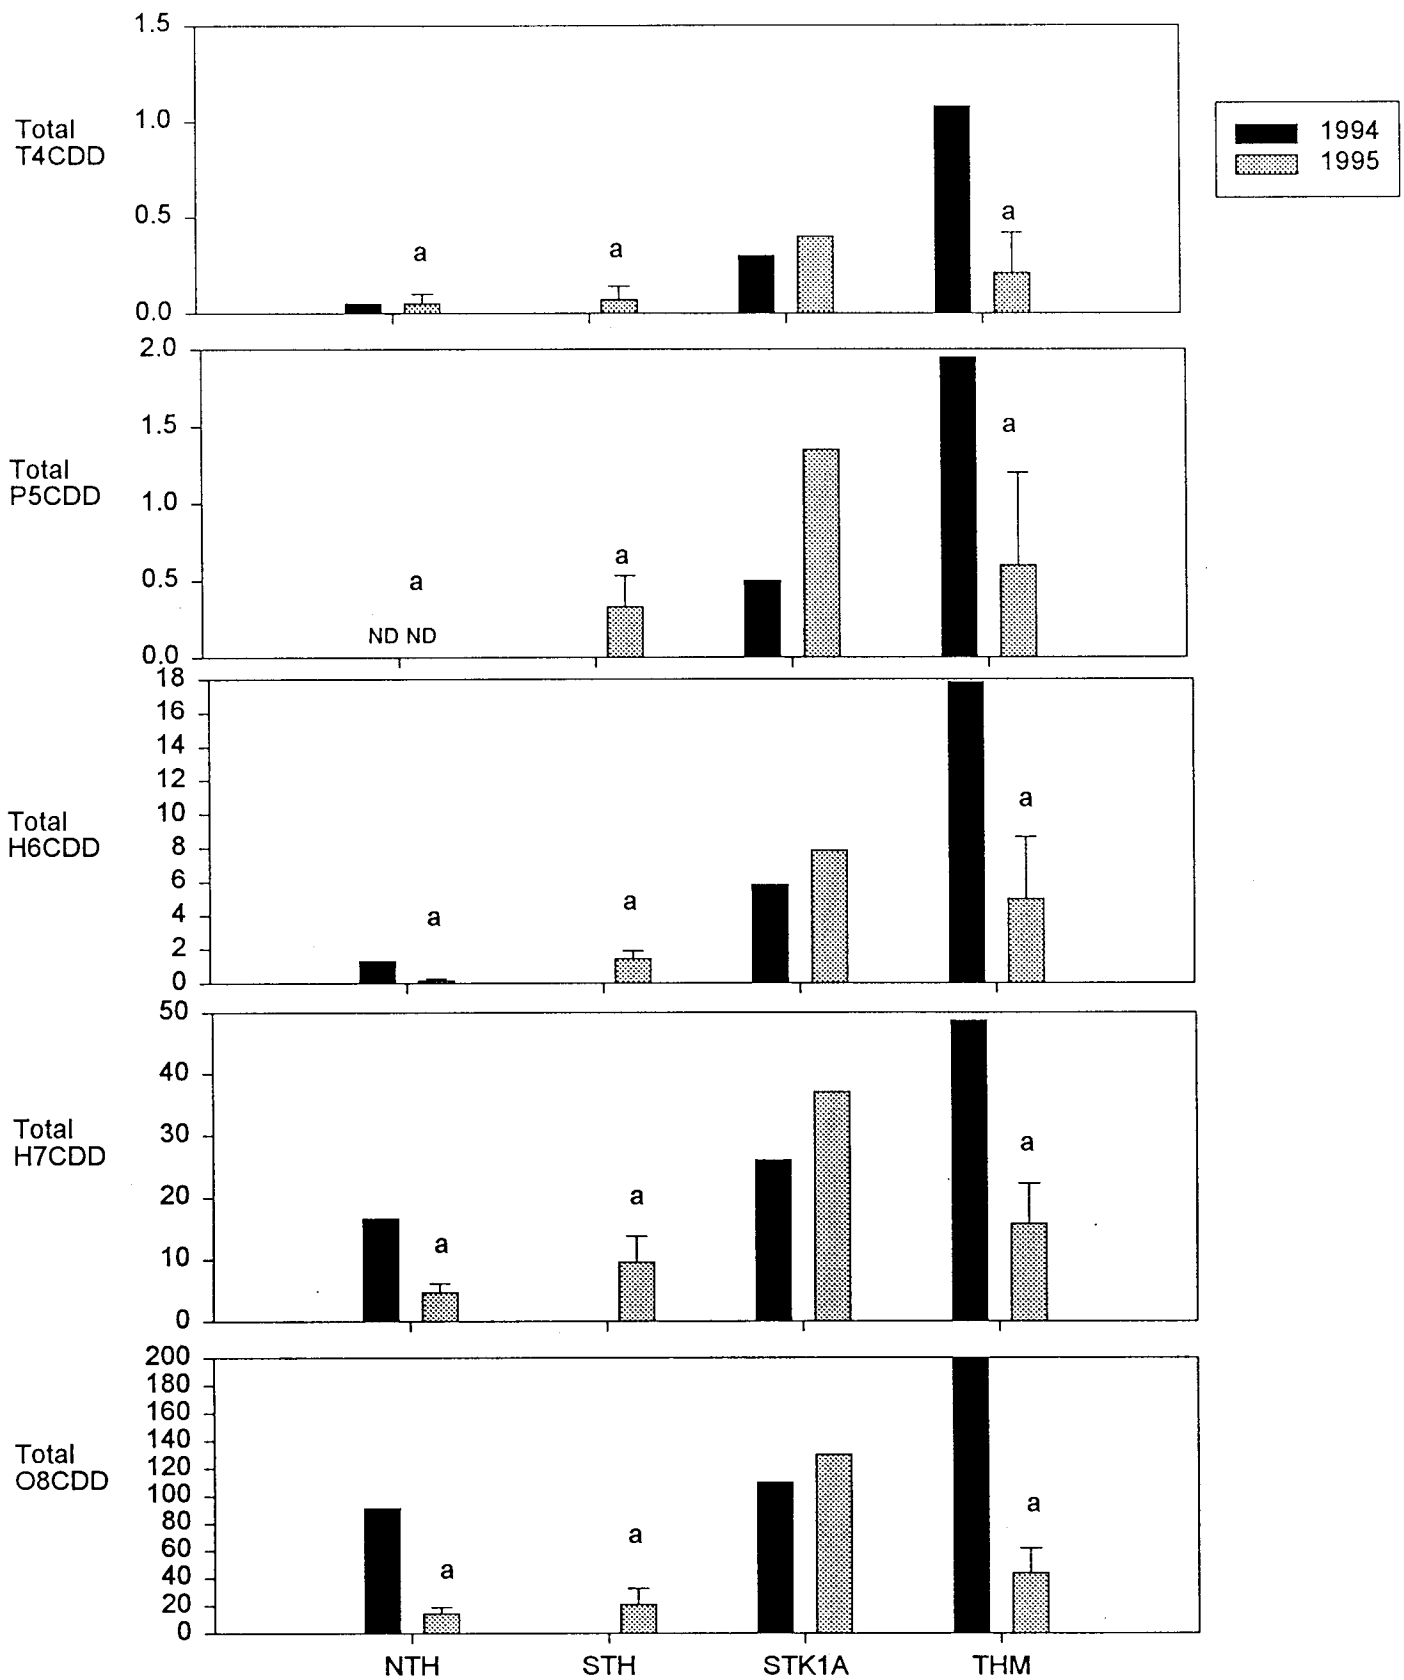 1.5
1.0
0.5
0.0
Total
T4CDD
a
a
a
1994
1995
2.0
1.5
1.0
0.5
0.0
Total
P5CDD
a
ND ND
a
a
18
16
14
12
10
8
6
4
2
0
Total
H6CDD
a
a
a
50
40
30
20
10
0
Total
H7CDD
a
a
a
200
180
160
140
120
100
80
60
40
20
0
Total
O8CDD
a
a
a
NTH STH STK1A THM